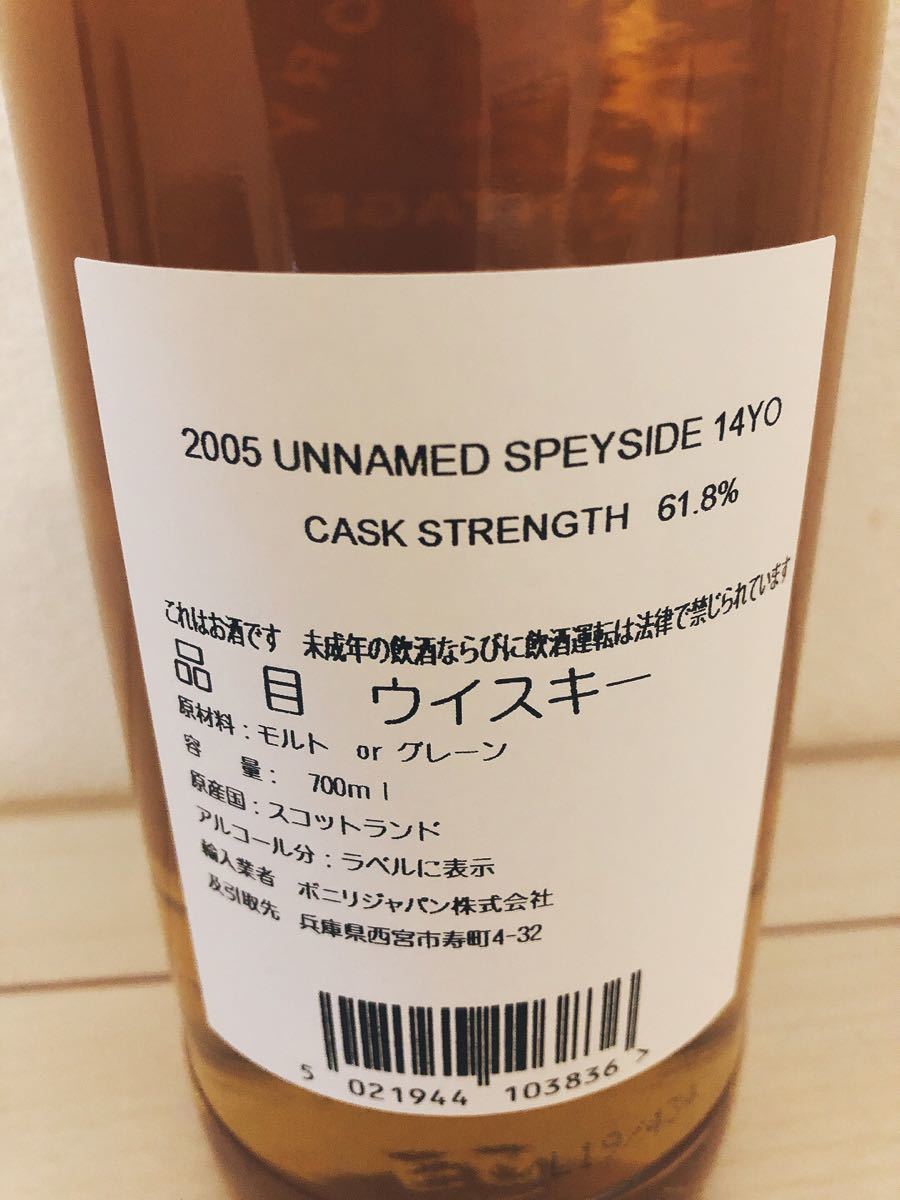 2005 UNNAMED SPEYSIDE 14YO
CASK STRENGTH 61.8%
これはお酒です 未成年の飲酒ならびに飲酒運転は法律で禁じられています
品 目 ウイスキー
原材料：モルト or グレーン
容 量： 700ml
原産国：スコットランド
アルコール分：ラベルに表示
輸入業者 ボニリジャパン株式会社
及引取先 兵庫県西宮市寿町4-32
5 021944 103836 >